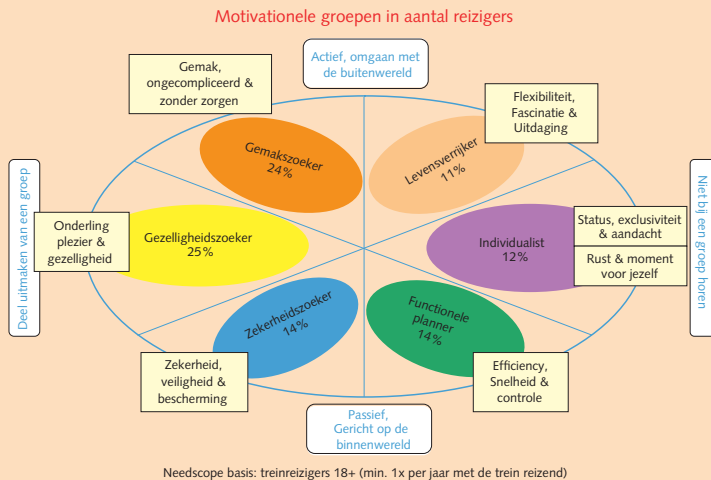 Motivationele groepen in aantal reizigers
Actief, omgaan met
de buitenwereld
Gemak,
ongecompliceerd &
zonder zorgen
Flexibiliteit,
Fascinatie &
Uitdaging
Gemakszoeker
24%
Levensverrijker
11%
Deel uitmaken van een groep
Onderling
plezier &
gezelligheid
Gezelligheidszoeker
25%
Individualist
12%
Status, exclusiviteit
& aandacht
Rust & moment
voor jezelf
Niet bij een groep horen
Zekerheidszoeker
14%
Functionele
planner
14%
Zekerheid,
veiligheid &
bescherming
Efficiency,
Snelheid &
controle
Passief,
Gericht op de
binnenwereld
Needscope basis: treinreizigers 18+ (min. 1x per jaar met de trein reizend)